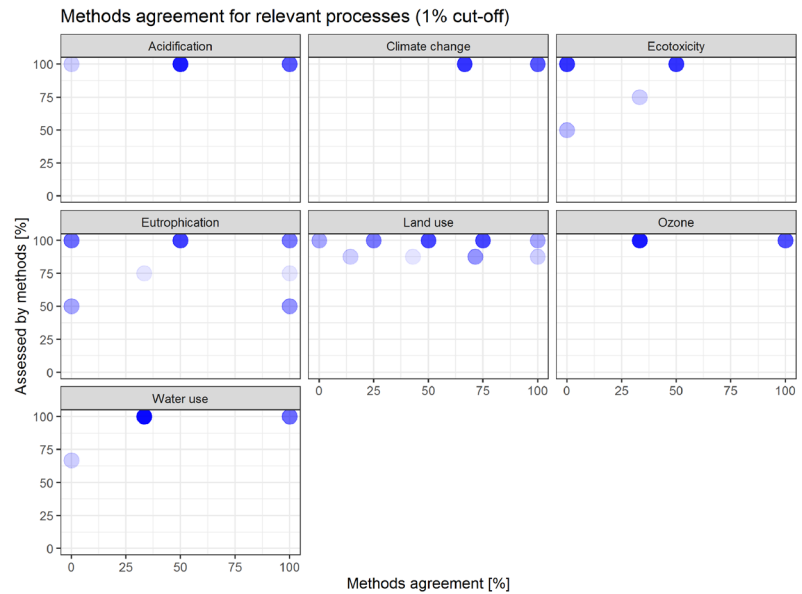 Methods agreement for relevant processes (1% cut-off)
Acidification
Climate change
Ecotoxicity
100
75
50
25
0
Eutrophication
Land use
Ozone
100
75
50
25
0
0 25 50 75 100
0 25 50 75 100
Water use
100
75
50
25
0
0 25 50 75 100
Assessed by methods [%]
Methods agreement [%]